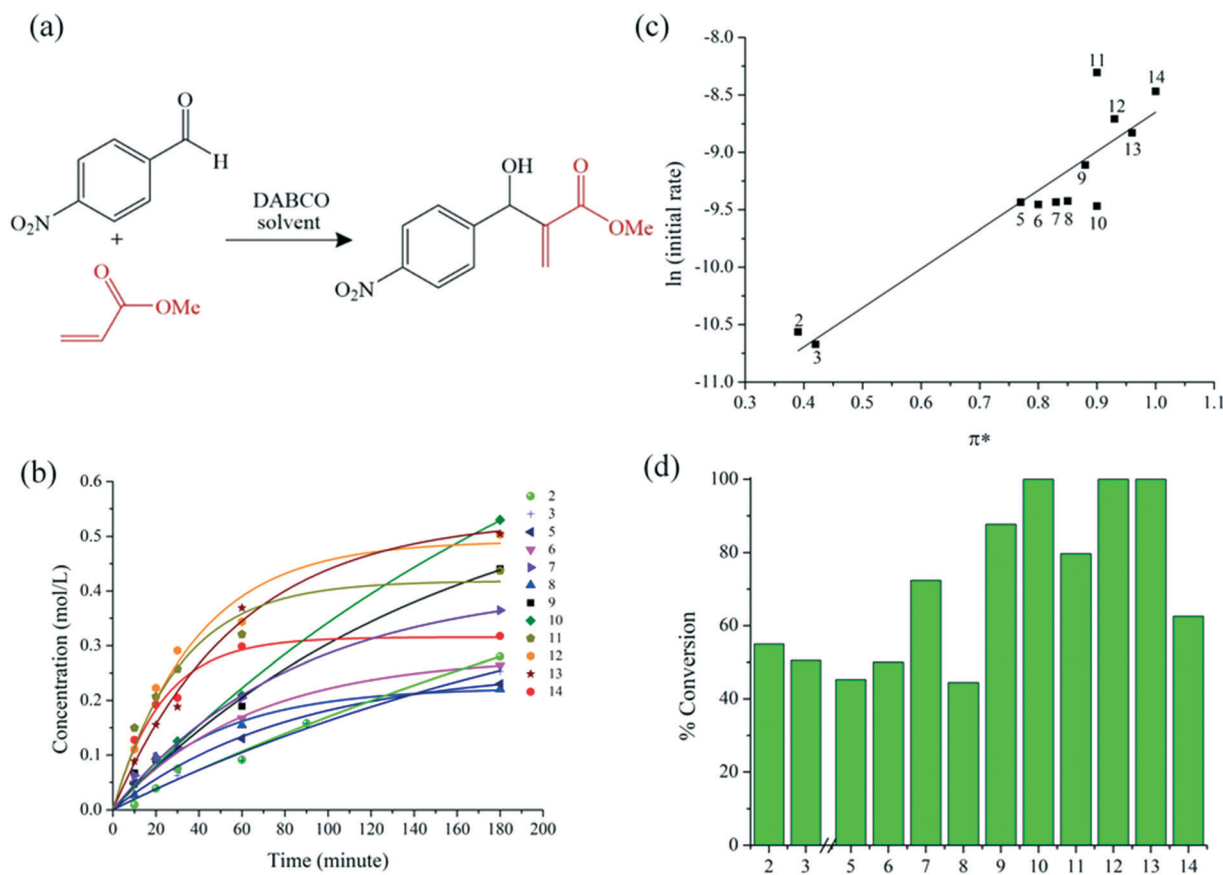 (a)
O
H
O₂N
+
O
OMe
DABCO
solvent
OH
O
OMe
O₂N
(c)
ln (initial rate)
-8.0
-8.5
-9.0
-9.5
-10.0
-10.5
-11.0
2
3
5
6
7
8
9
10
11
12
13
14
0.3 0.4 0.5 0.6 0.7 0.8 0.9 1.0 1.1
π*
(b)
Concentration (mol/L)
0.6
0.5
0.4
0.3
0.2
0.1
0.0
0 20 40 60 80 100 120 140 160 180 200
Time (minute)
2
3
5
6
7
8
9
10
11
12
13
14
(d)
% Conversion
100
80
60
40
20
0
2 3 5 6 7 8 9 10 11 12 13 14